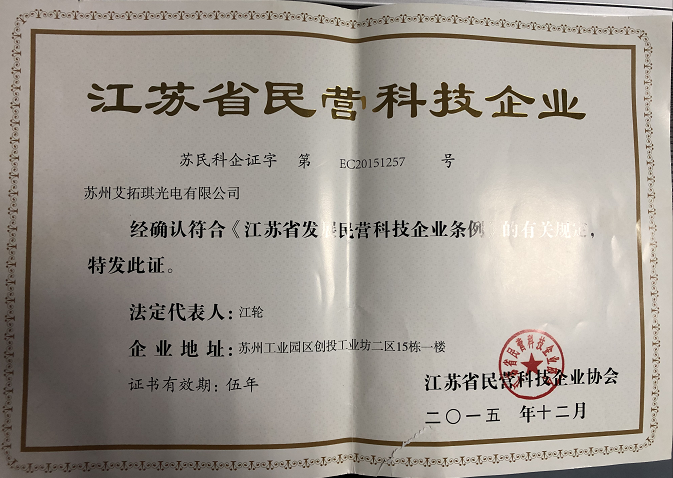 江苏省民营科技企业
苏民科企证字 第 EC20151257 号
苏州艾拓琪光电有限公司
经确认符合《江苏省发展民营科技企业条例 的有关规定,
特发此证。
法定代表人:江轮
企业地址:苏州工业园区创投工业坊二区15栋一楼
证书有效期:伍年
江苏省民营科技企业协会
二〇一五 年十二月